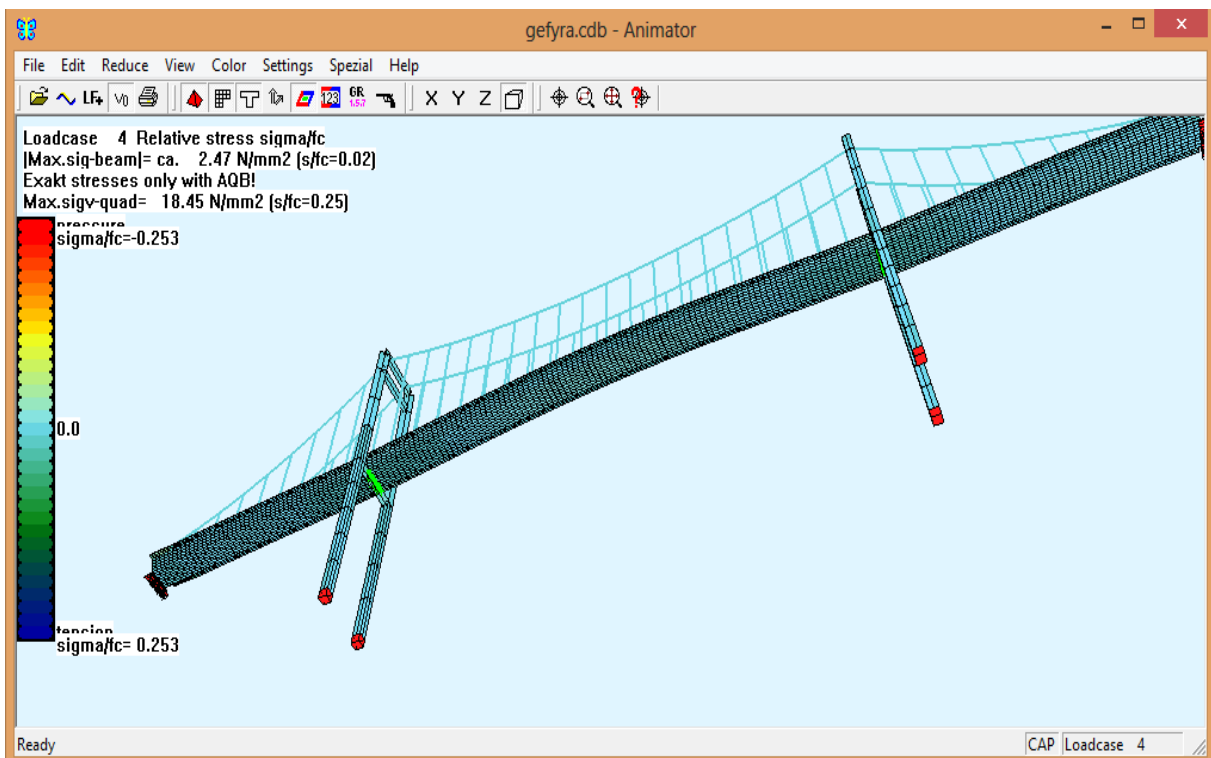 gefyra.cdb - Animator
File Edit Reduce View Color Settings Spezial Help
LF+ V0 123 GR 1.5.7 X Y Z
Loadcase 4 Relative stress sigma/fc
|Max.sig-beam|= ca. 2.47 N/mm2 (s/fc=0.02)
Exakt stresses only with AQB!
Max.sigv-quad= 18.45 N/mm2 (s/fc=0.25)
pressure
sigma/fc=-0.253
0.0
tension
sigma/fc= 0.253
Ready CAP Loadcase 4